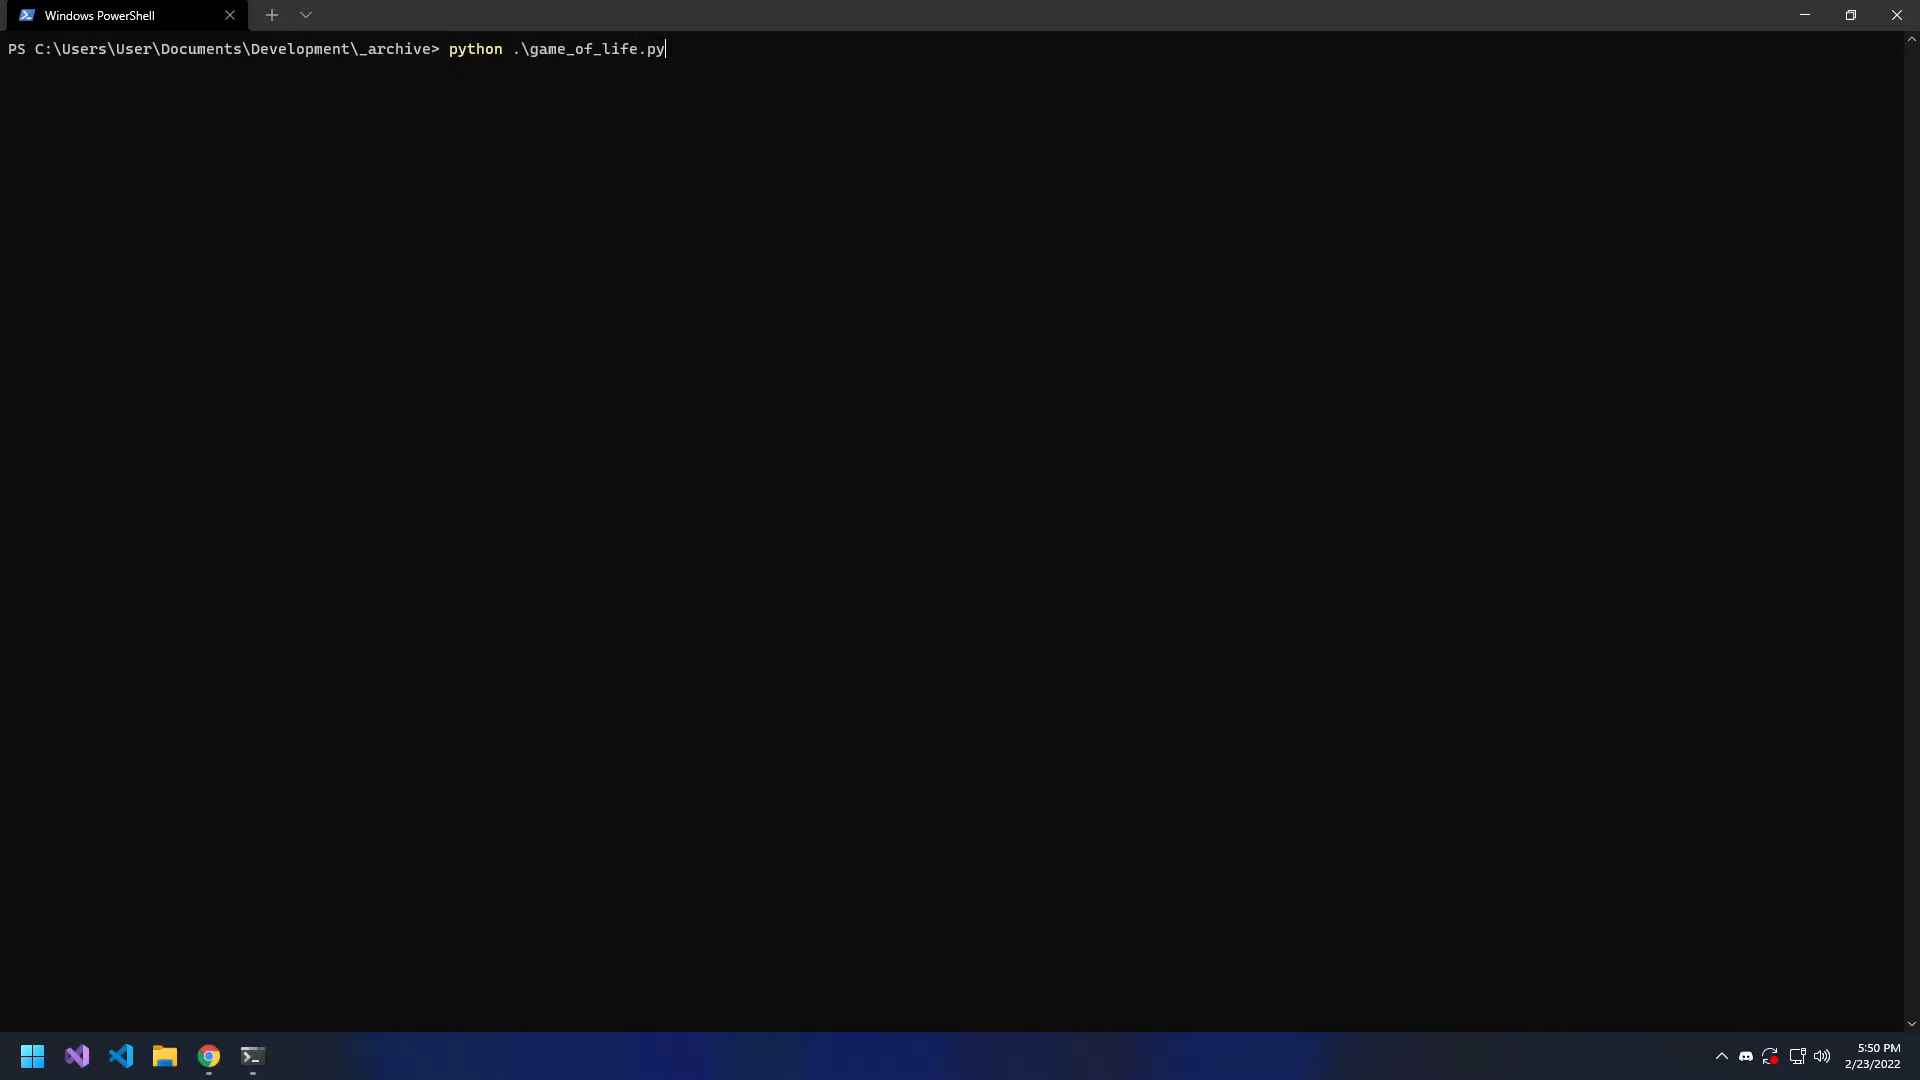 Windows PowerShell
PS C:\Users\User\Documents\Development\_archive> python .\game_of_life.py
5:50 PM
2/23/2022